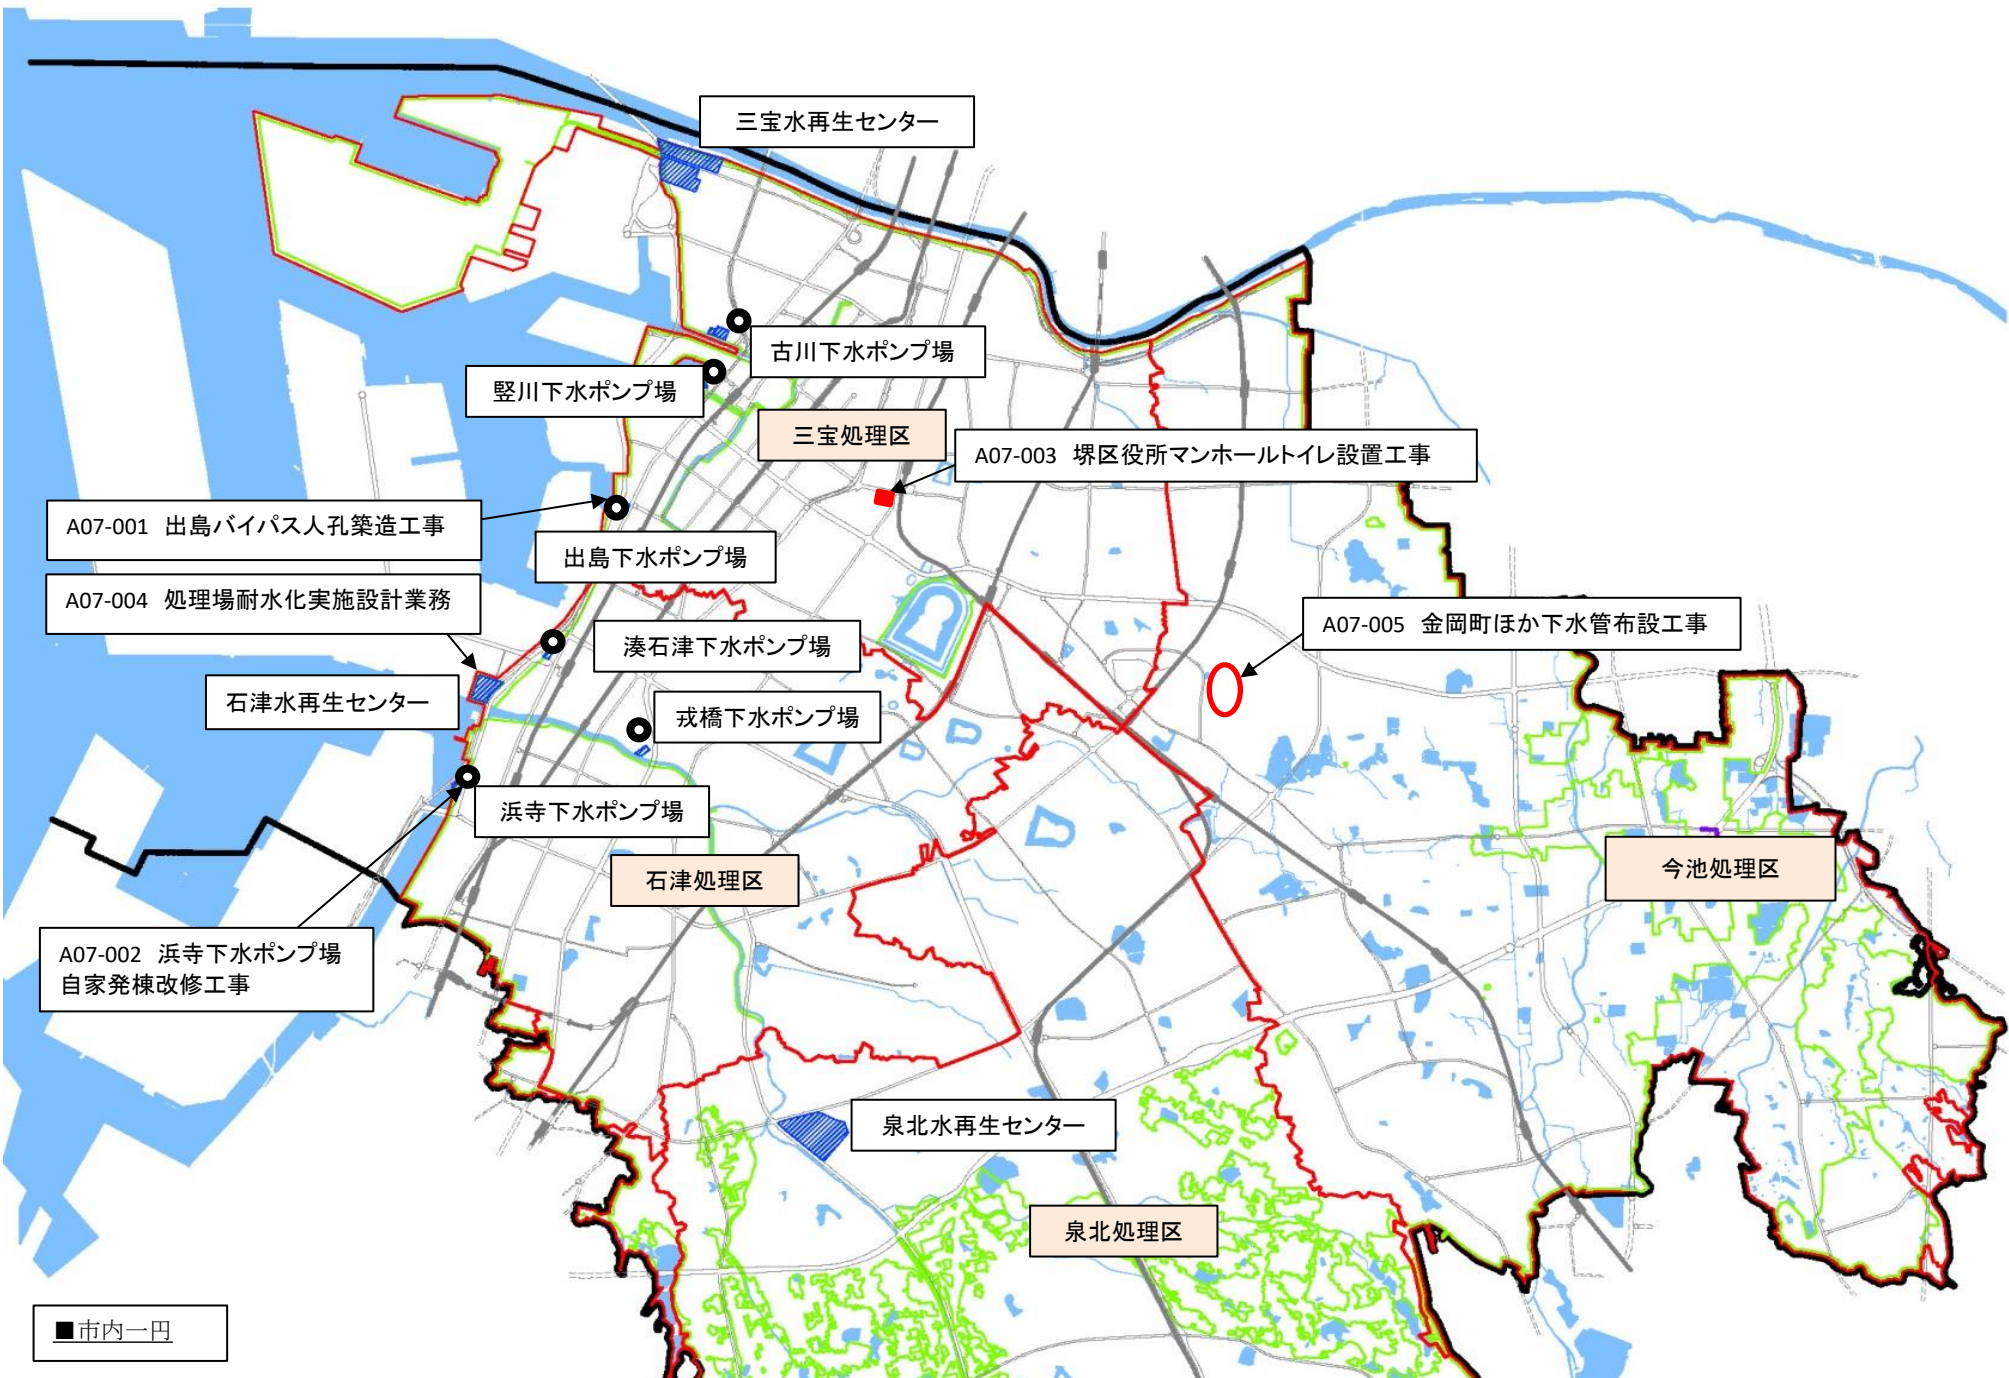 三宝水再生センター
古川下水ポンプ場
竪川下水ポンプ場
三宝処理区
A07-003 堺区役所マンホールトイレ設置工事
A07-001 出島バイパス人孔築造工事
出島下水ポンプ場
A07-004 処理場耐水化実施設計業務
A07-005 金岡町ほか下水管布設工事
湊石津下水ポンプ場
石津水再生センター
戎橋下水ポンプ場
浜寺下水ポンプ場
石津処理区
今池処理区
A07-002 浜寺下水ポンプ場
自家発棟改修工事
泉北水再生センター
泉北処理区
■市内一円